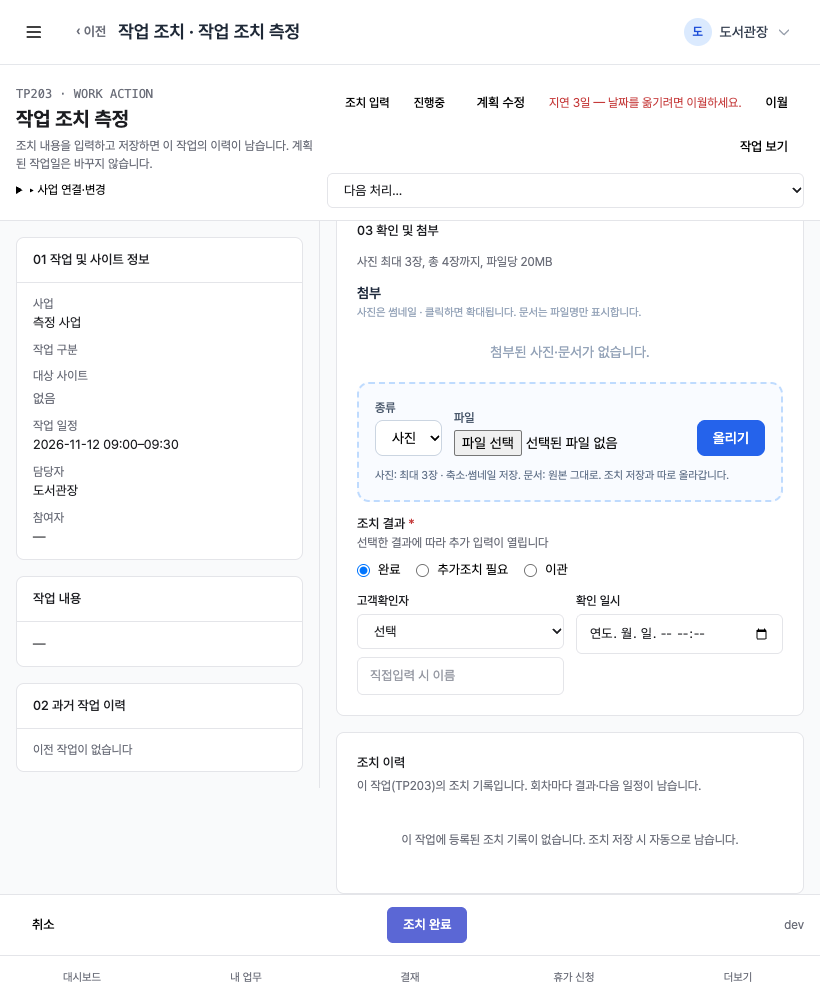 ‹ 이전 작업 조치 · 작업 조치 측정
도 도서관장
TP203 · WORK ACTION
작업 조치 측정
조치 내용을 입력하고 저장하면 이 작업의 이력이 남습니다. 계획
된 작업일은 바꾸지 않습니다.
▶ ▸ 사업 연결·변경
조치 입력 진행중 계획 수정 지연 3일 — 날짜를 옮기려면 이월하세요. 이월
작업 보기
다음 처리...
01 작업 및 사이트 정보
사업
측정 사업
작업 구분
대상 사이트
없음
작업 일정
2026-11-12 09:00–09:30
담당자
도서관장
참여자
—
작업 내용
—
02 과거 작업 이력
이전 작업이 없습니다
03 확인 및 첨부
사진 최대 3장, 총 4장까지, 파일당 20MB
첨부
사진은 썸네일 · 클릭하면 확대됩니다. 문서는 파일명만 표시합니다.
첨부된 사진·문서가 없습니다.
종류
사진
파일
파일 선택 선택된 파일 없음
올리기
사진: 최대 3장 · 축소·썸네일 저장. 문서: 원본 그대로. 조치 저장과 따로 올라갑니다.
조치 결과 *
선택한 결과에 따라 추가 입력이 열립니다
완료 추가조치 필요 이관
고객확인자
선택
직접입력 시 이름
확인 일시
연도. 월. 일. -- --:--
조치 이력
이 작업(TP203)의 조치 기록입니다. 회차마다 결과·다음 일정이 남습니다.
이 작업에 등록된 조치 기록이 없습니다. 조치 저장 시 자동으로 남습니다.
취소 조치 완료 dev
대시보드 내 업무 결재 휴가 신청 더보기